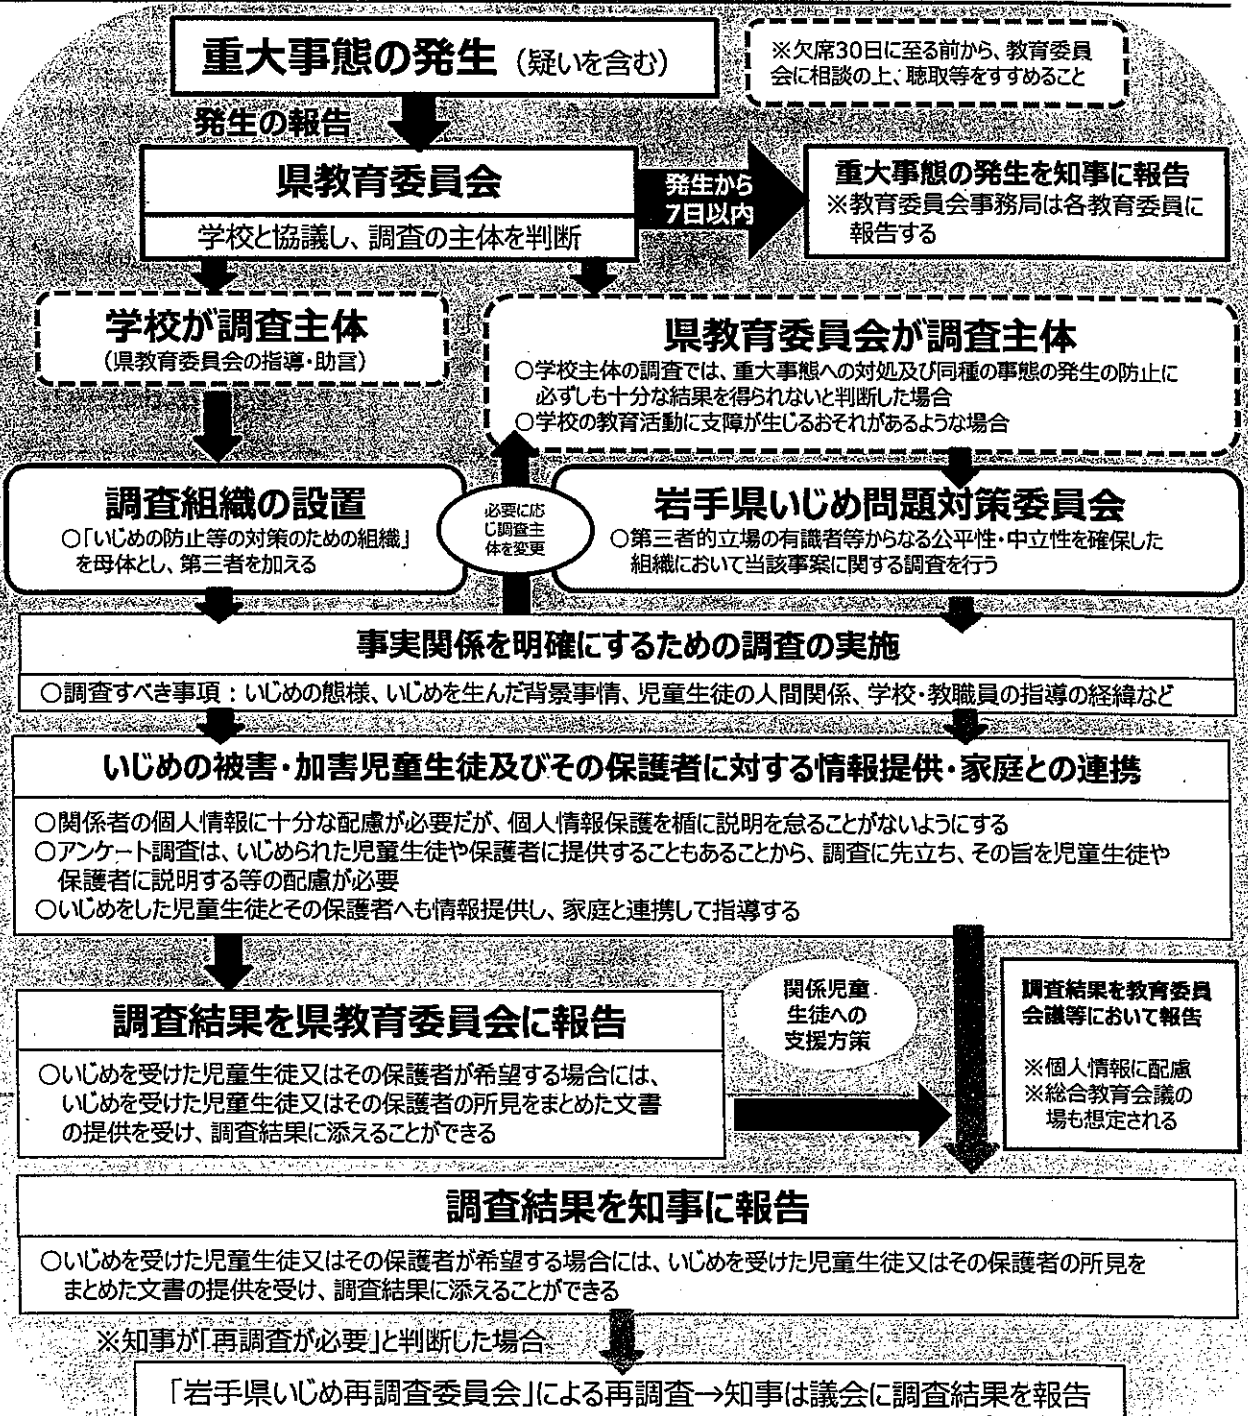 重大事態の発生（疑いを含む）
※欠席30日に至る前から、教育委員
会に相談の上、聴取等をすすめること
発生の報告
県教育委員会
学校と協議し、調査の主体を判断
発生から
7日以内
重大事態の発生を知事に報告
※教育委員会事務局は各教育委員に
報告する
学校が調査主体
（県教育委員会の指導・助言）
県教育委員会が調査主体
○学校主体の調査では、重大事態への対処及び同種の事態の発生の防止に
必ずしも十分な結果を得られないと判断した場合
○学校の教育活動に支障が生じるおそれがあるような場合
調査組織の設置
○「いじめの防止等の対策のための組織」
を母体とし、第三者を加える
必要に応
じ調査主
体を変更
岩手県いじめ問題対策委員会
○第三者的立場の有識者等からなる公平性・中立性を確保した
組織において当該事案に関する調査を行う
事実関係を明確にするための調査の実施
○調査すべき事項：いじめの態様、いじめを生んだ背景事情、児童生徒の人間関係、学校・教職員の指導の経緯など
いじめの被害・加害児童生徒及びその保護者に対する情報提供・家庭との連携
○関係者の個人情報に十分な配慮が必要だが、個人情報保護を楯に説明を怠ることがないようにする
○アンケート調査は、いじめられた児童生徒や保護者に提供することもあることから、調査に先立ち、その旨を児童生徒や
保護者に説明する等の配慮が必要
○いじめをした児童生徒とその保護者へも情報提供し、家庭と連携して指導する
調査結果を県教育委員会に報告
○いじめを受けた児童生徒又はその保護者が希望する場合には、
いじめを受けた児童生徒又はその保護者の所見をまとめた文書
の提供を受け、調査結果に添えることができる
関係児童
生徒への
支援方策
調査結果を教育委員
会議等において報告
※個人情報に配慮
※総合教育会議の
場も想定される
調査結果を知事に報告
○いじめを受けた児童生徒又はその保護者が希望する場合には、いじめを受けた児童生徒又はその保護者の所見を
まとめた文書の提供を受け、調査結果に添えることができる
※知事が「再調査が必要」と判断した場合
「岩手県いじめ再調査委員会」による再調査→知事は議会に調査結果を報告